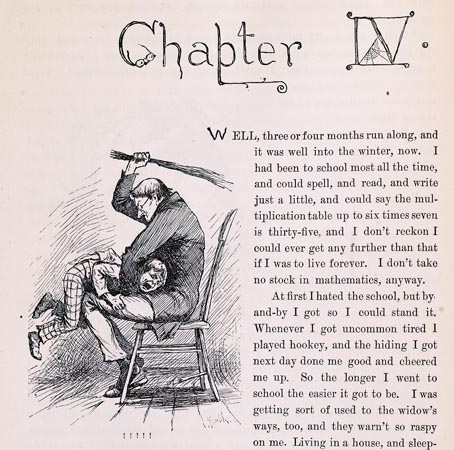 Chapter IV.
WELL, three or four months run along, and
it was well into the winter, now. I
had been to school most all the time,
and could spell, and read, and write
just a little, and could say the mul-
tiplication table up to six times seven
is thirty-five, and I don't reckon I
could ever get any further than that
if I was to live forever. I don't take
no stock in mathematics, anyway.
At first I hated the school, but by-
and-by I got so I could stand it.
Whenever I got uncommon tired I
played hookey, and the hiding I got
next day done me good and cheered
me up. So the longer I went to
school the easier it got to be. I was
getting sort of used to the widow's
ways, too, and they warn't so raspy
on me. Living in a house, and sleep-
! ! ! ! !